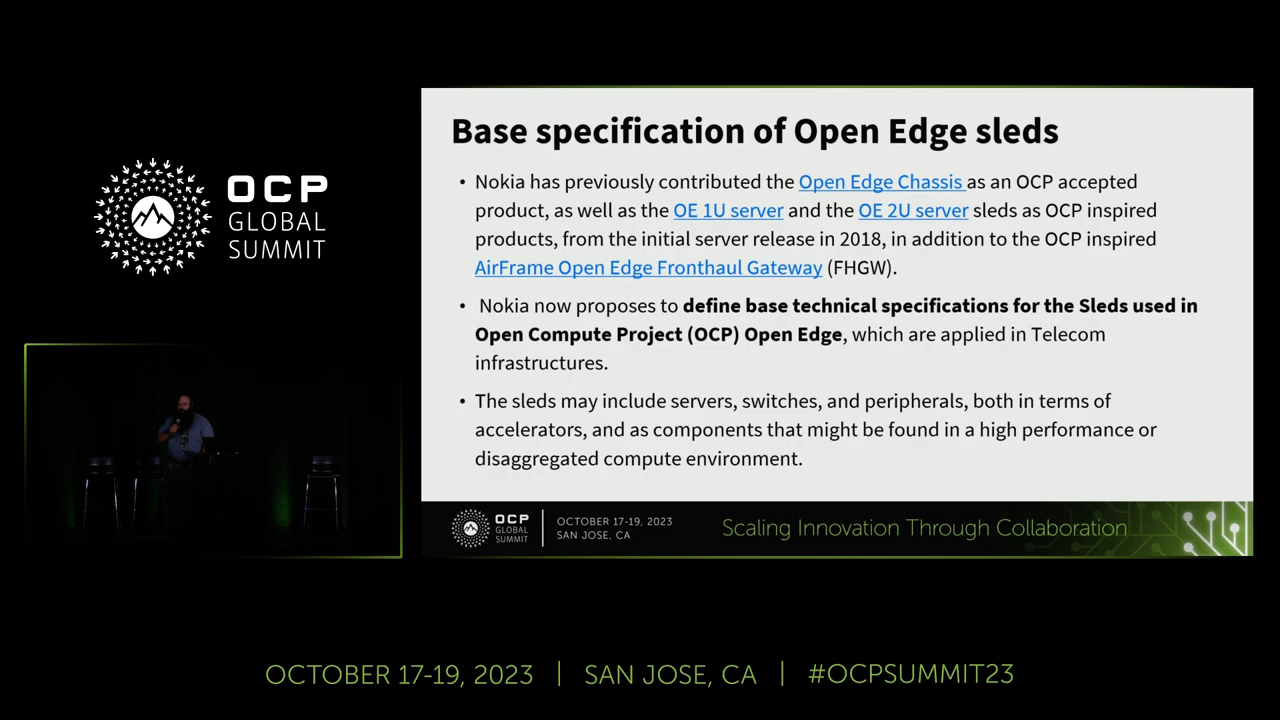 OCP
GLOBAL
SUMMIT
Base specification of Open Edge sleds
• Nokia has previously contributed the Open Edge Chassis as an OCP accepted
product, as well as the OE 1U server and the OE 2U server sleds as OCP inspired
products, from the initial server release in 2018, in addition to the OCP inspired
AirFrame Open Edge Fronthaul Gateway (FHGW).
• Nokia now proposes to define base technical specifications for the Sleds used in
Open Compute Project (OCP) Open Edge, which are applied in Telecom
infrastructures.
• The sleds may include servers, switches, and peripherals, both in terms of
accelerators, and as components that might be found in a high performance or
disaggregated compute environment.
OCP
GLOBAL
SUMMIT
OCTOBER 17-19, 2023
SAN JOSE, CA
Scaling Innovation Through Collaboration
OCTOBER 17-19, 2023 | SAN JOSE, CA | #OCPSUMMIT23